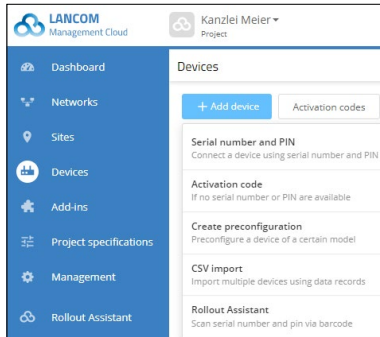 LANCOM
Management Cloud
Kanzlei Meier
Project
Dashboard
Networks
Sites
Devices
Add-ins
Project specifications
Management
Rollout Assistant
Devices
+ Add device
Activation codes
Serial number and PIN
Connect a device using serial number and PIN
Activation code
If no serial number or PIN are available
Create preconfiguration
Preconfigure a device of a certain model
CSV import
Import multiple devices using data records
Rollout Assistant
Scan serial number and pin via barcode